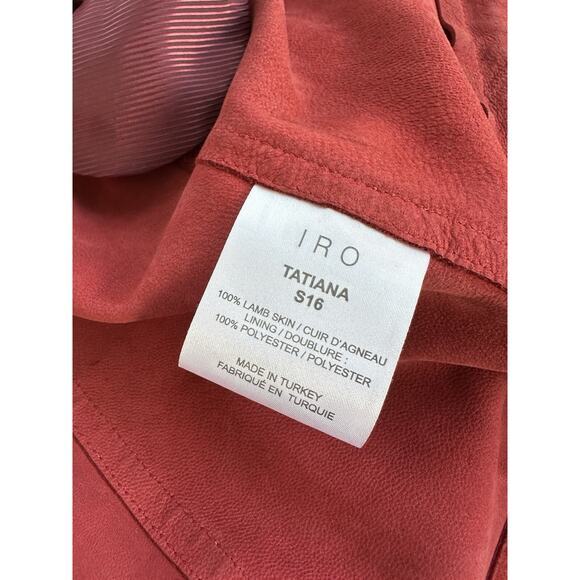 IRO
TATIANA
S16
100% LAMB SKIN / CUIR D'AGNEAU
LINING / DOUBLURE :
100% POLYESTER / POLYESTER
MADE IN TURKEY
FABRIQUÉ EN TURQUIE